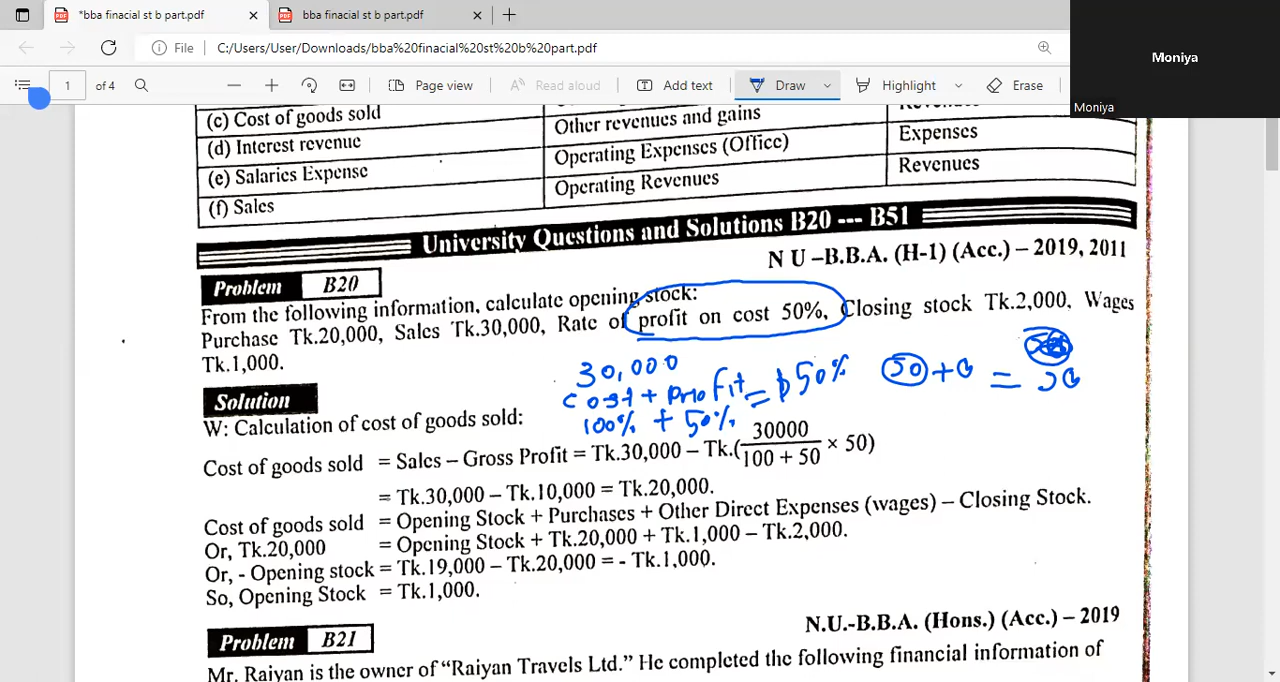 *bba finacial st b part.pdf
bba finacial st b part.pdf
File C:/Users/User/Downloads/bba%20finacial%20st%20b%20part.pdf
1 of 4 Page view Read aloud Add text Draw Highlight Erase
Moniya
Moniya
(c) Cost of goods sold Other revenues and gains
(d) Interest revenue Operating Expenses (Office) Expenses
(e) Salaries Expense Operating Revenues Revenues
(f) Sales
University Questions and Solutions B20 --- B51
N U –B.B.A. (H-1) (Acc.) – 2019, 2011
Problem B20
From the following information, calculate opening stock:
Purchase Tk.20,000, Sales Tk.30,000, Rate of profit on cost 50%, Closing stock Tk.2,000, Wages
Tk.1,000.
30,000
cost + Profit = 50%
100% + 50%
50 + 0 =
Solution
W: Calculation of cost of goods sold:
Cost of goods sold = Sales – Gross Profit = Tk.30,000 – Tk.(30000/100 + 50 × 50)
= Tk.30,000 – Tk.10,000 = Tk.20,000.
Cost of goods sold = Opening Stock + Purchases + Other Direct Expenses (wages) – Closing Stock.
Or, Tk.20,000 = Opening Stock + Tk.20,000 + Tk.1,000 – Tk.2,000.
Or, - Opening stock = Tk.19,000 – Tk.20,000 = - Tk.1,000.
So, Opening Stock = Tk.1,000.
N.U.-B.B.A. (Hons.) (Acc.) – 2019
Problem B21
Mr. Raiyan is the owner of “Raiyan Travels Ltd.” He completed the following financial information of